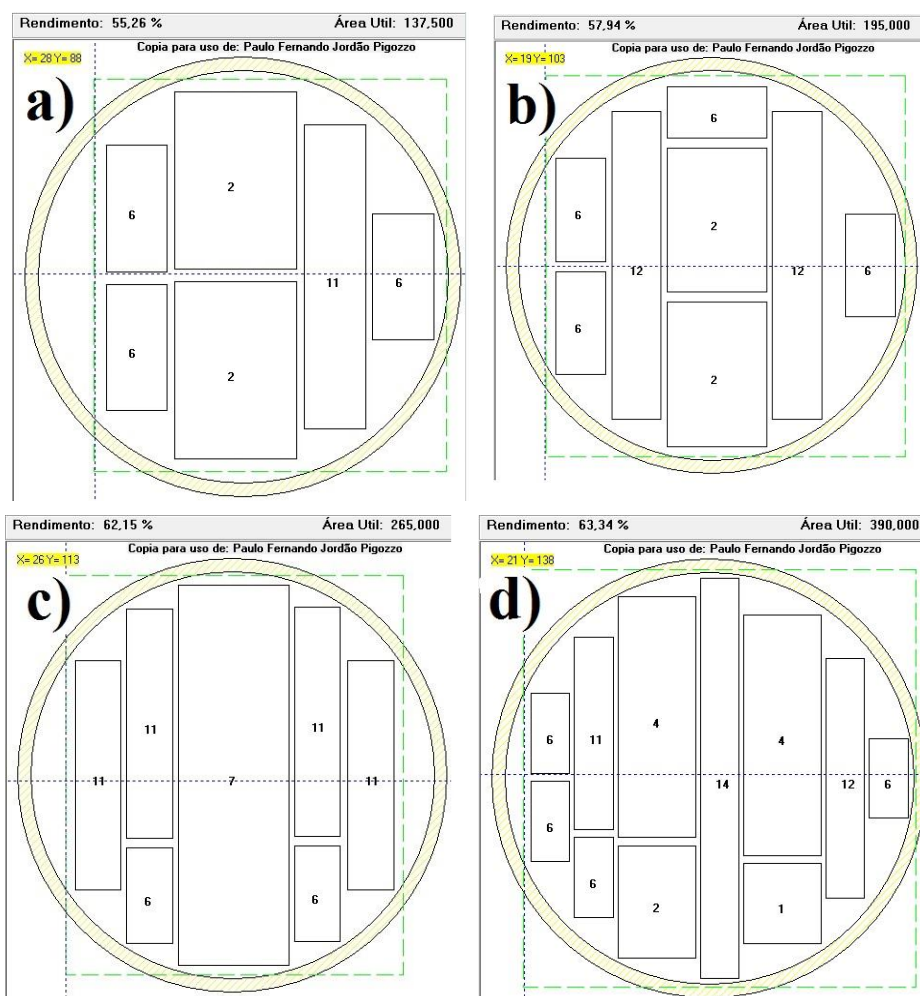 Rendimento: 55,26 % Área Util: 137,500
Copia para uso de: Paulo Fernando Jordão Pigozzo
X= 28 Y= 88
a)
2
6
11
6
6
2
Rendimento: 57,94 % Área Util: 195,000
Copia para uso de: Paulo Fernando Jordão Pigozzo
X= 19 Y= 103
b)
6
6
2
12
12
6
6
2
Rendimento: 62,15 % Área Util: 265,000
Copia para uso de: Paulo Fernando Jordão Pigozzo
X= 26 Y= 113
c)
11
11
11
7
11
6
6
Rendimento: 63,34 % Área Util: 390,000
Copia para uso de: Paulo Fernando Jordão Pigozzo
X= 21 Y= 138
d)
4
4
6
11
14
12
6
6
6
2
1